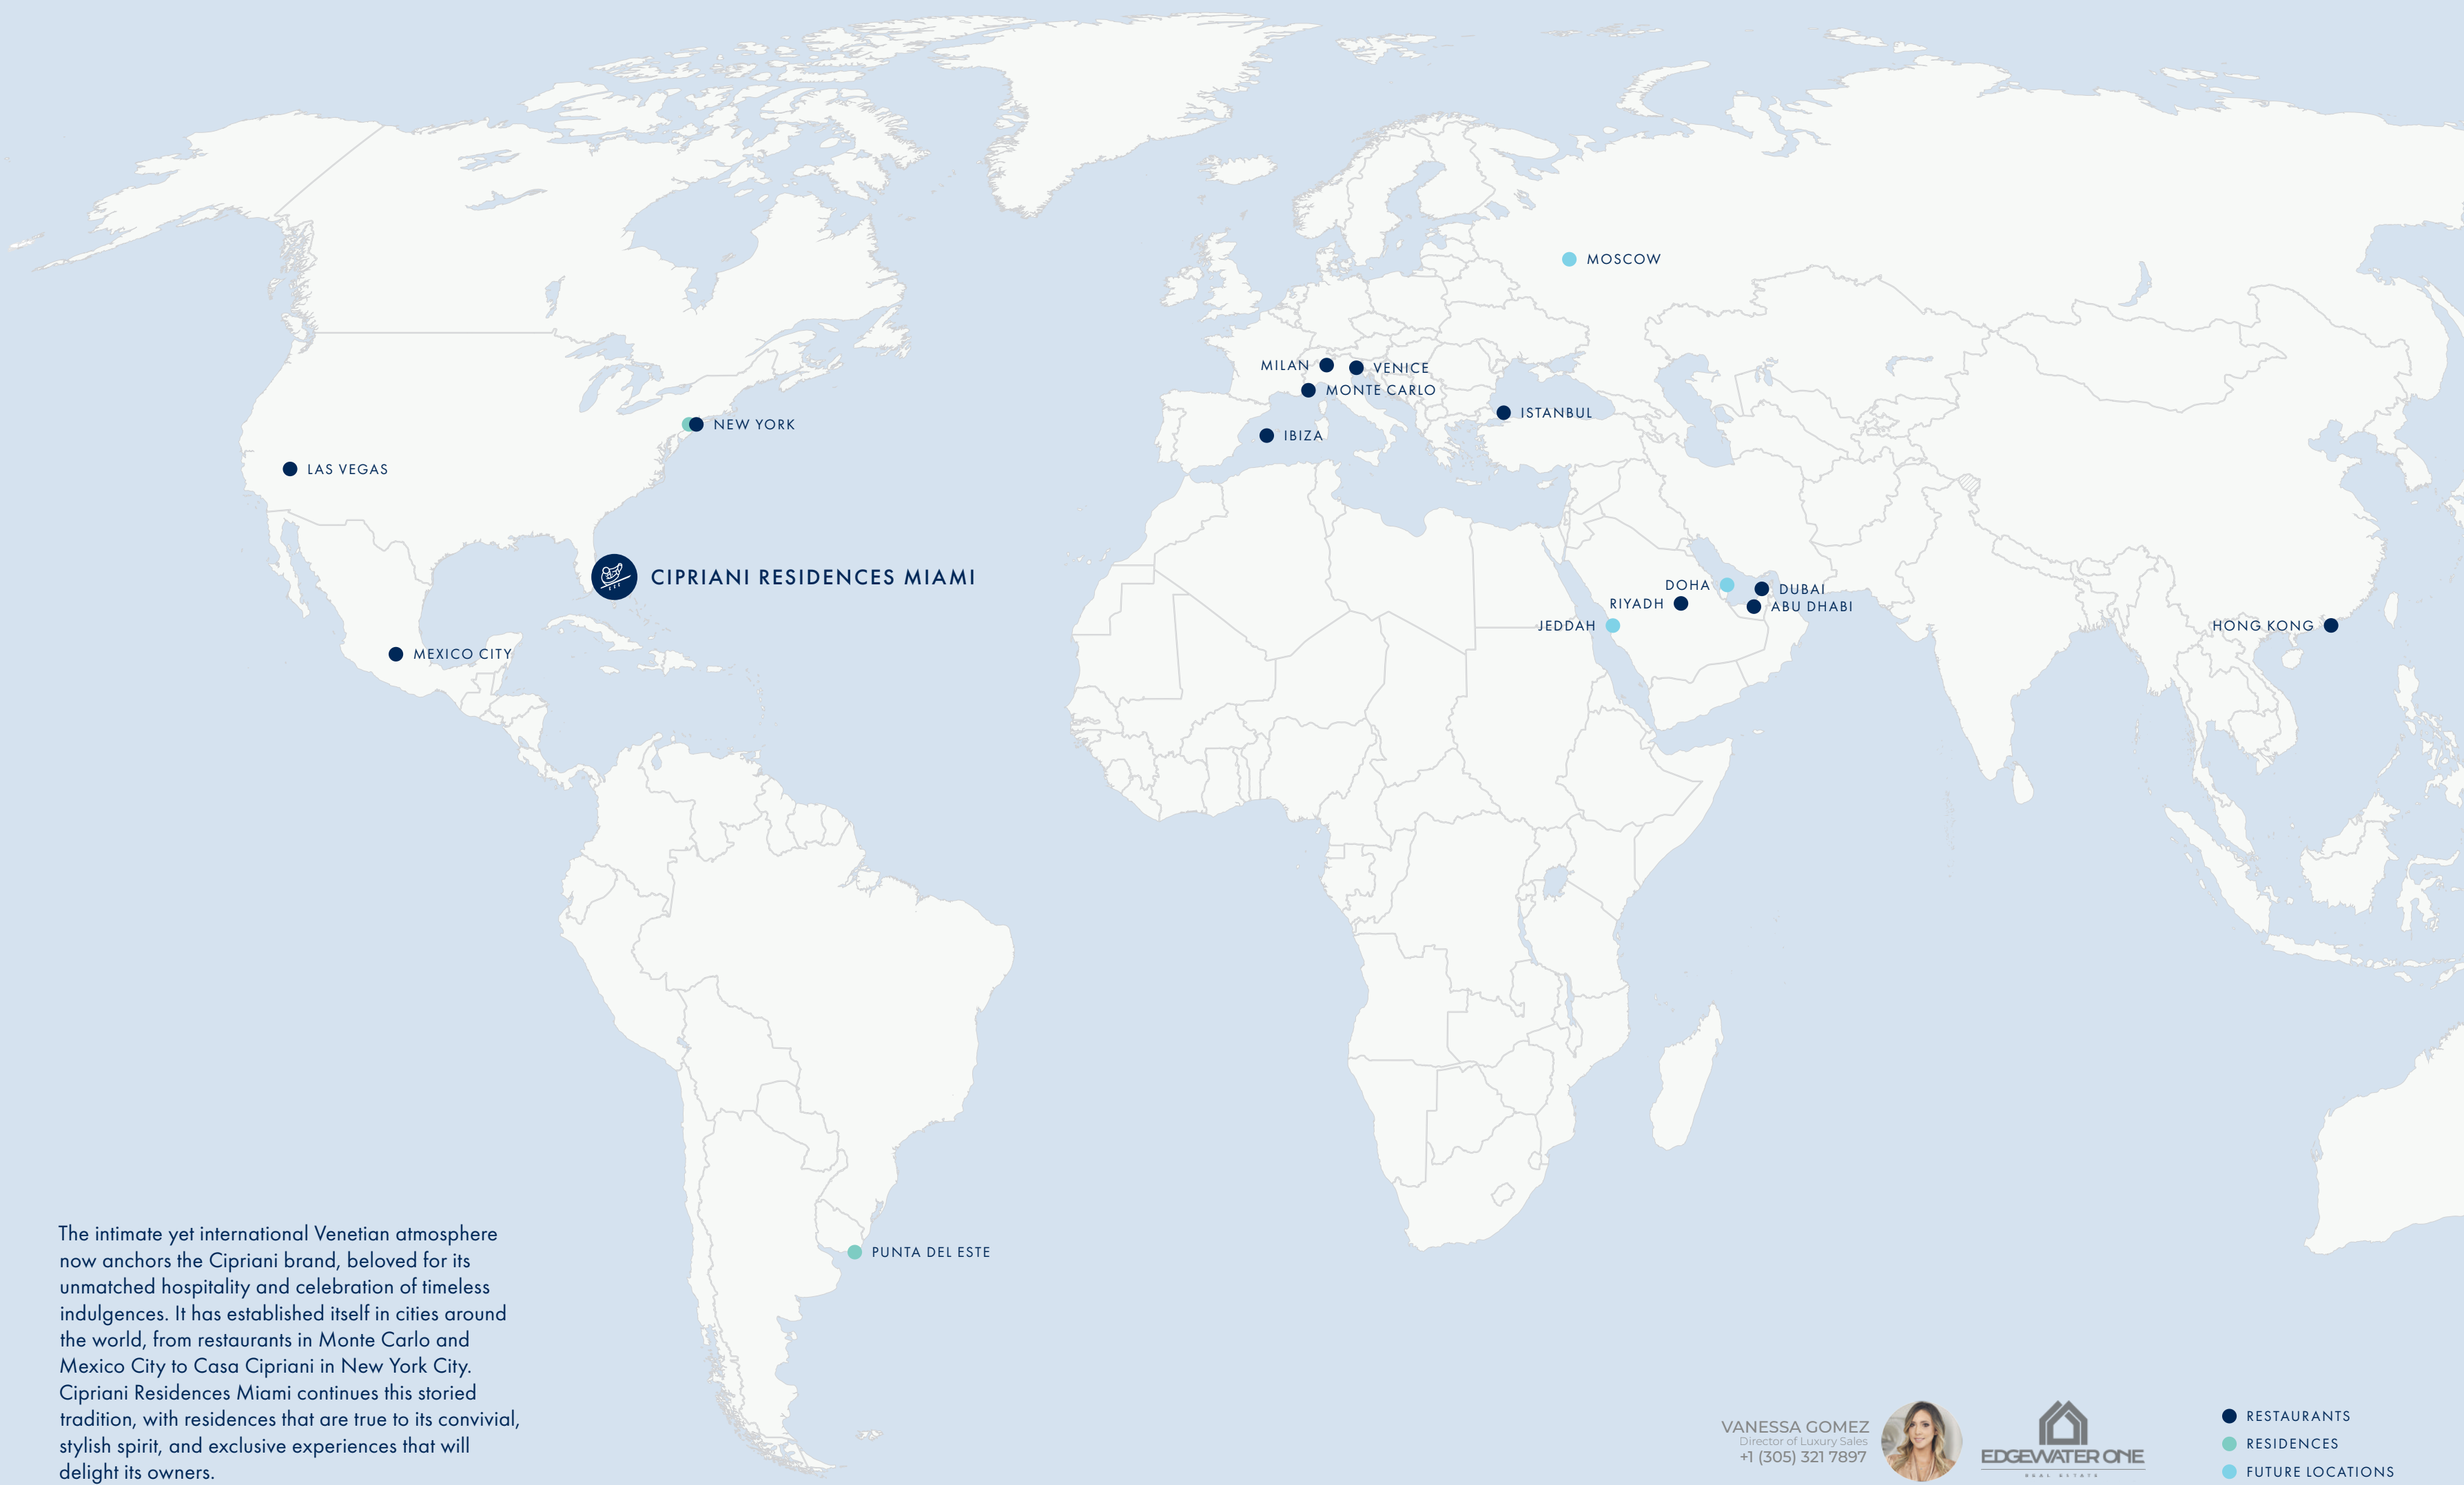 MOSCOW
MILAN
VENICE
MONTE CARLO
ISTANBUL
NEW YORK
IBIZA
LAS VEGAS
CIPRIANI RESIDENCES MIAMI
DOHA
DUBAI
RIYADH
ABU DHABI
JEDDAH
HONG KONG
MEXICO CITY
PUNTA DEL ESTE
The intimate yet international Venetian atmosphere
now anchors the Cipriani brand, beloved for its
unmatched hospitality and celebration of timeless
indulgences. It has established itself in cities around
the world, from restaurants in Monte Carlo and
Mexico City to Casa Cipriani in New York City.
Cipriani Residences Miami continues this storied
tradition, with residences that are true to its convivial,
stylish spirit, and exclusive experiences that will
delight its owners.
VANESSA GOMEZ
Director of Luxury Sales
+1 (305) 321 7897
EDGEWATER ONE
REAL ESTATE
RESTAURANTS
RESIDENCES
FUTURE LOCATIONS